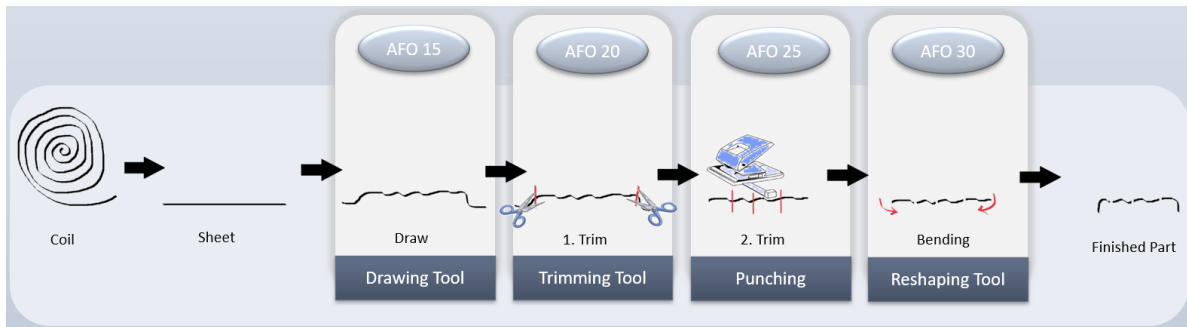 AFO 15
AFO 20
AFO 25
AFO 30
Coil
Sheet
Draw
1. Trim
2. Trim
Bending
Finished Part
Drawing Tool
Trimming Tool
Punching
Reshaping Tool